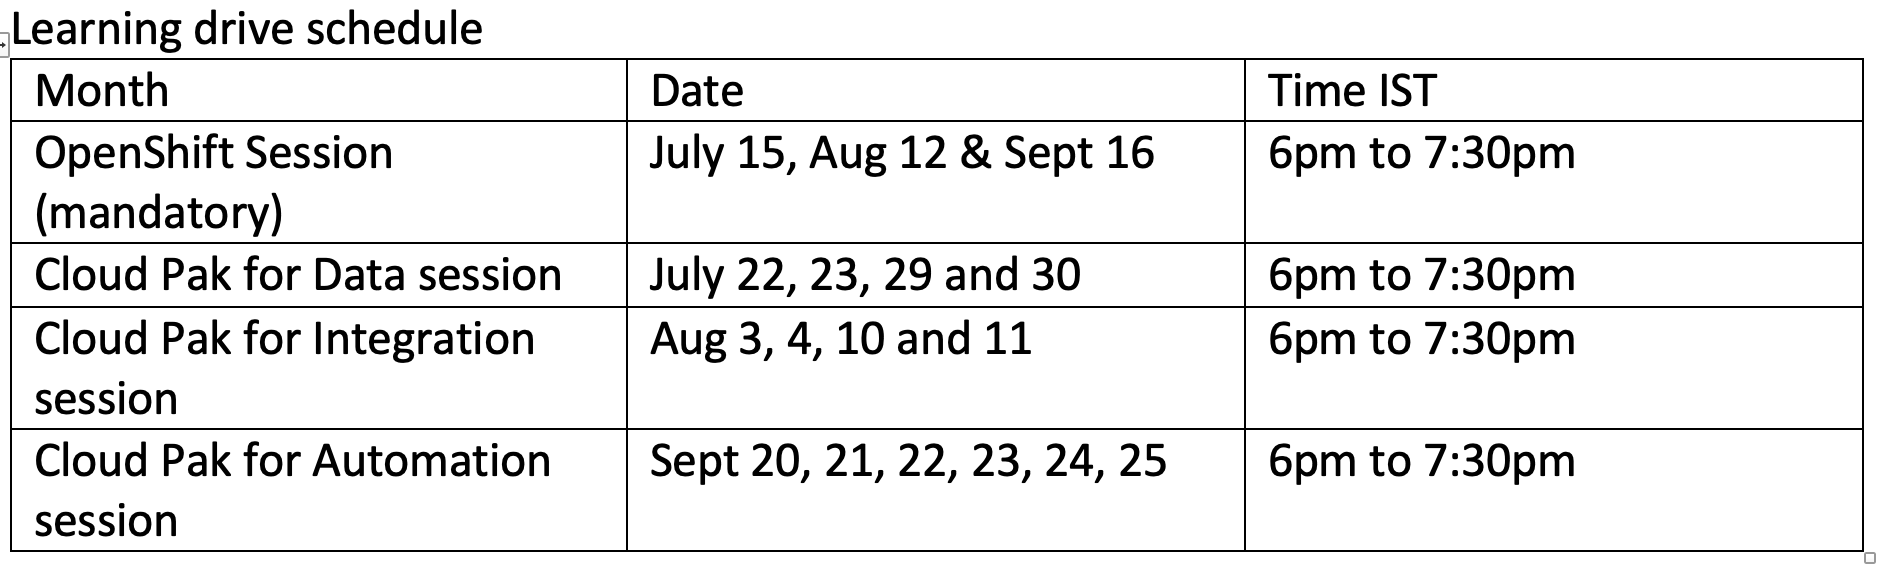 Learning drive schedule
Month Date Time IST
OpenShift Session July 15, Aug 12 & Sept 16 6pm to 7:30pm
(mandatory)
Cloud Pak for Data session July 22, 23, 29 and 30 6pm to 7:30pm
Cloud Pak for Integration Aug 3, 4, 10 and 11 6pm to 7:30pm
session
Cloud Pak for Automation Sept 20, 21, 22, 23, 24, 25 6pm to 7:30pm
session